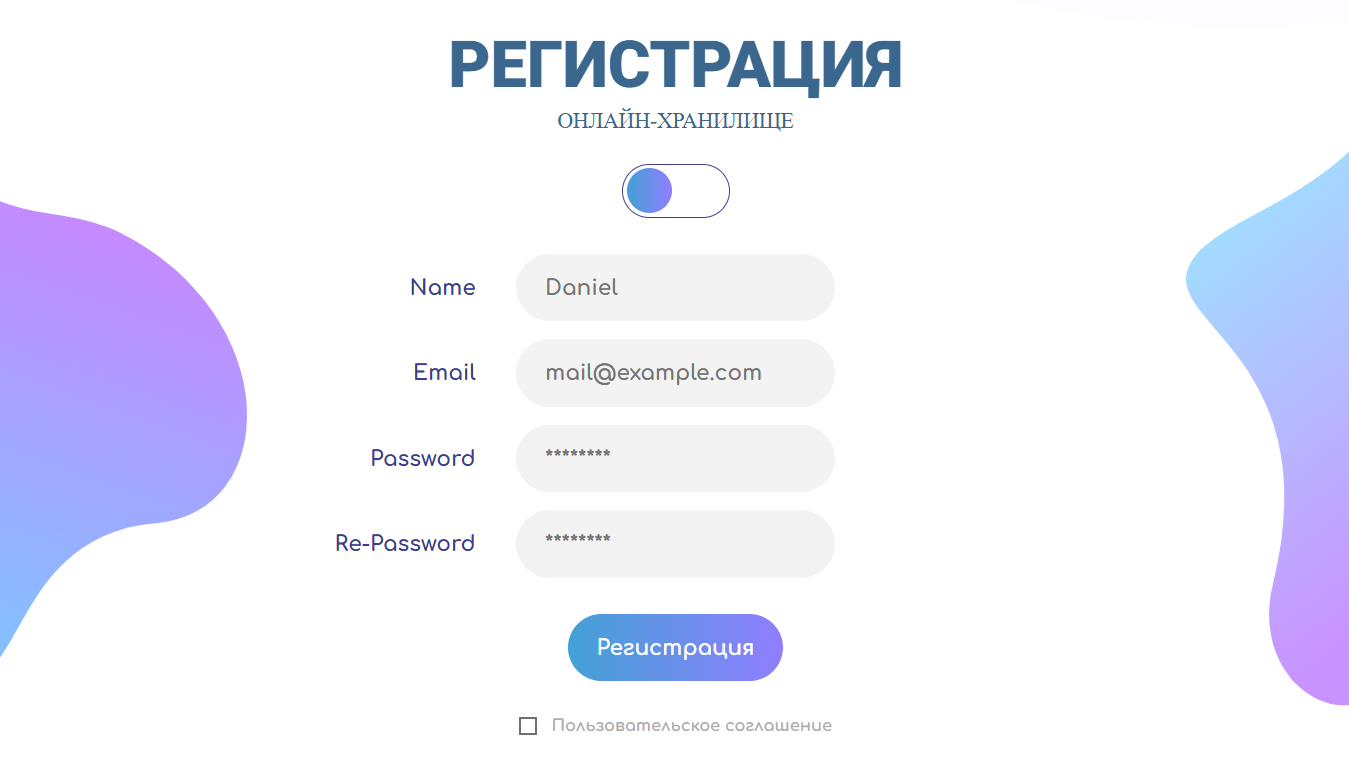 РЕГИСТРАЦИЯ
ОНЛАЙН-ХРАНИЛИЩЕ
Name Daniel
Email mail@example.com
Password ********
Re-Password ********
Регистрация
Пользовательское соглашение